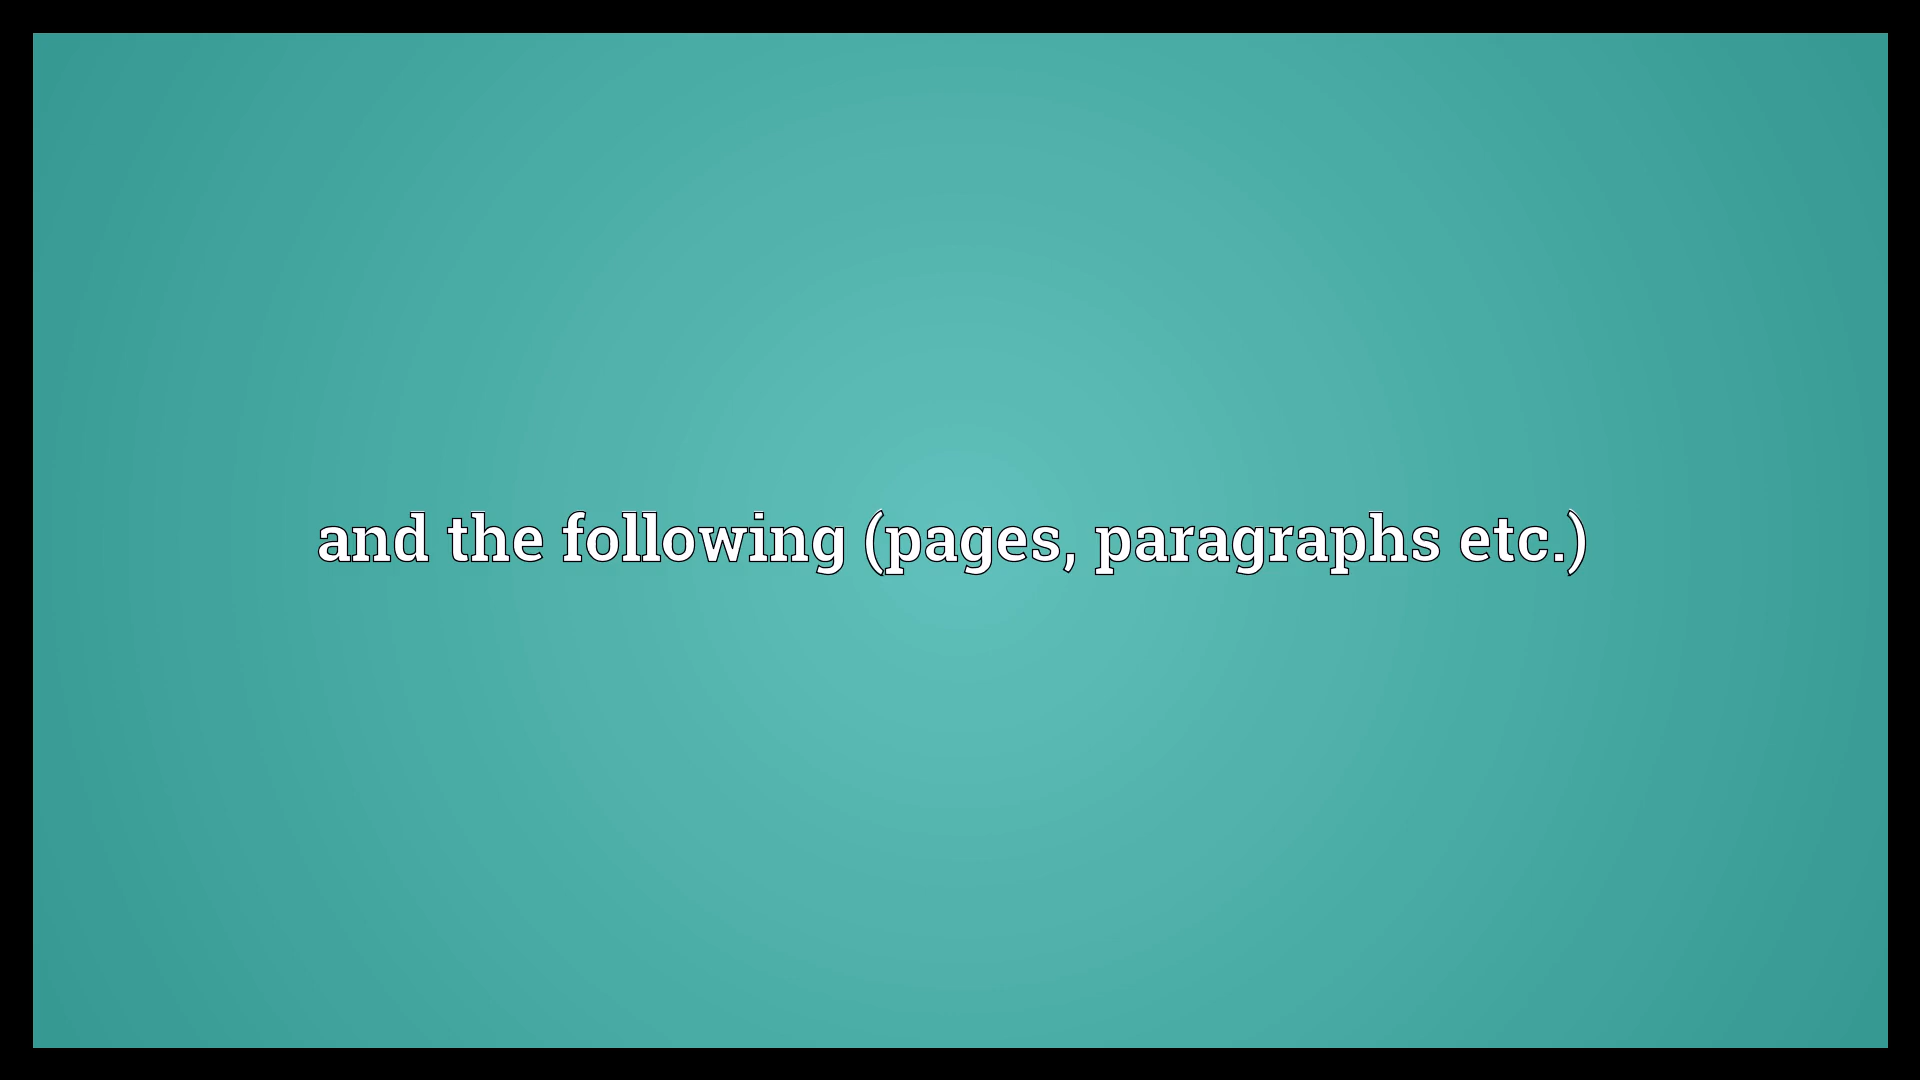 and the following (pages, paragraphs etc.)